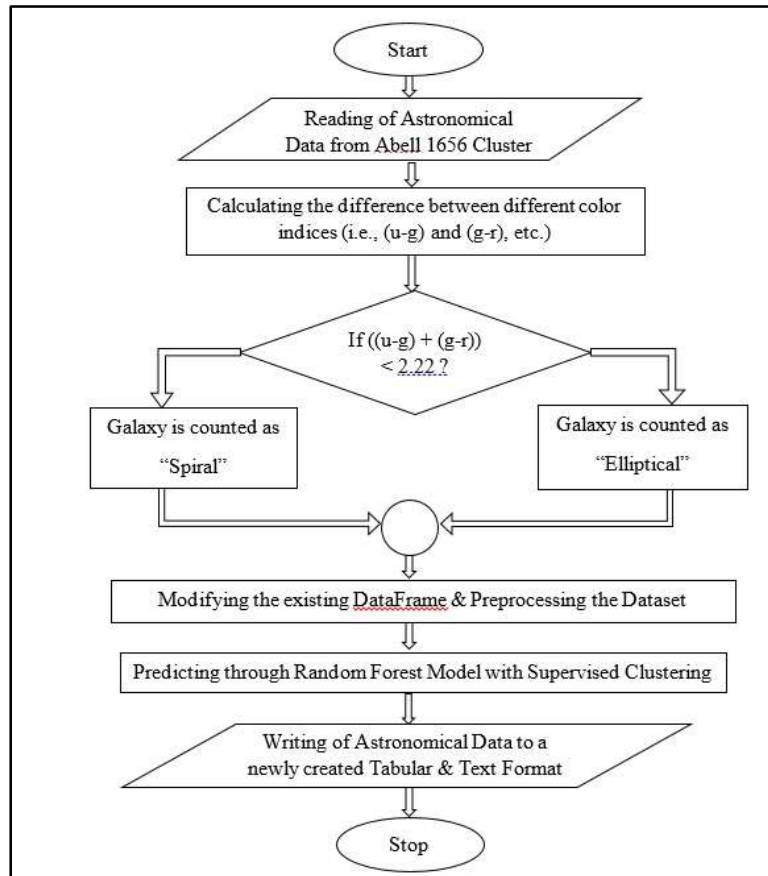 Start
Reading of Astronomical
Data from Abell 1656 Cluster
Calculating the difference between different color
indices (i.e., (u-g) and (g-r), etc.)
If ((u-g) + (g-r))
< 2.22 ?
Galaxy is counted as
“Spiral”
Galaxy is counted as
“Elliptical”
Modifying the existing DataFrame & Preprocessing the Dataset
Predicting through Random Forest Model with Supervised Clustering
Writing of Astronomical Data to a
newly created Tabular & Text Format
Stop